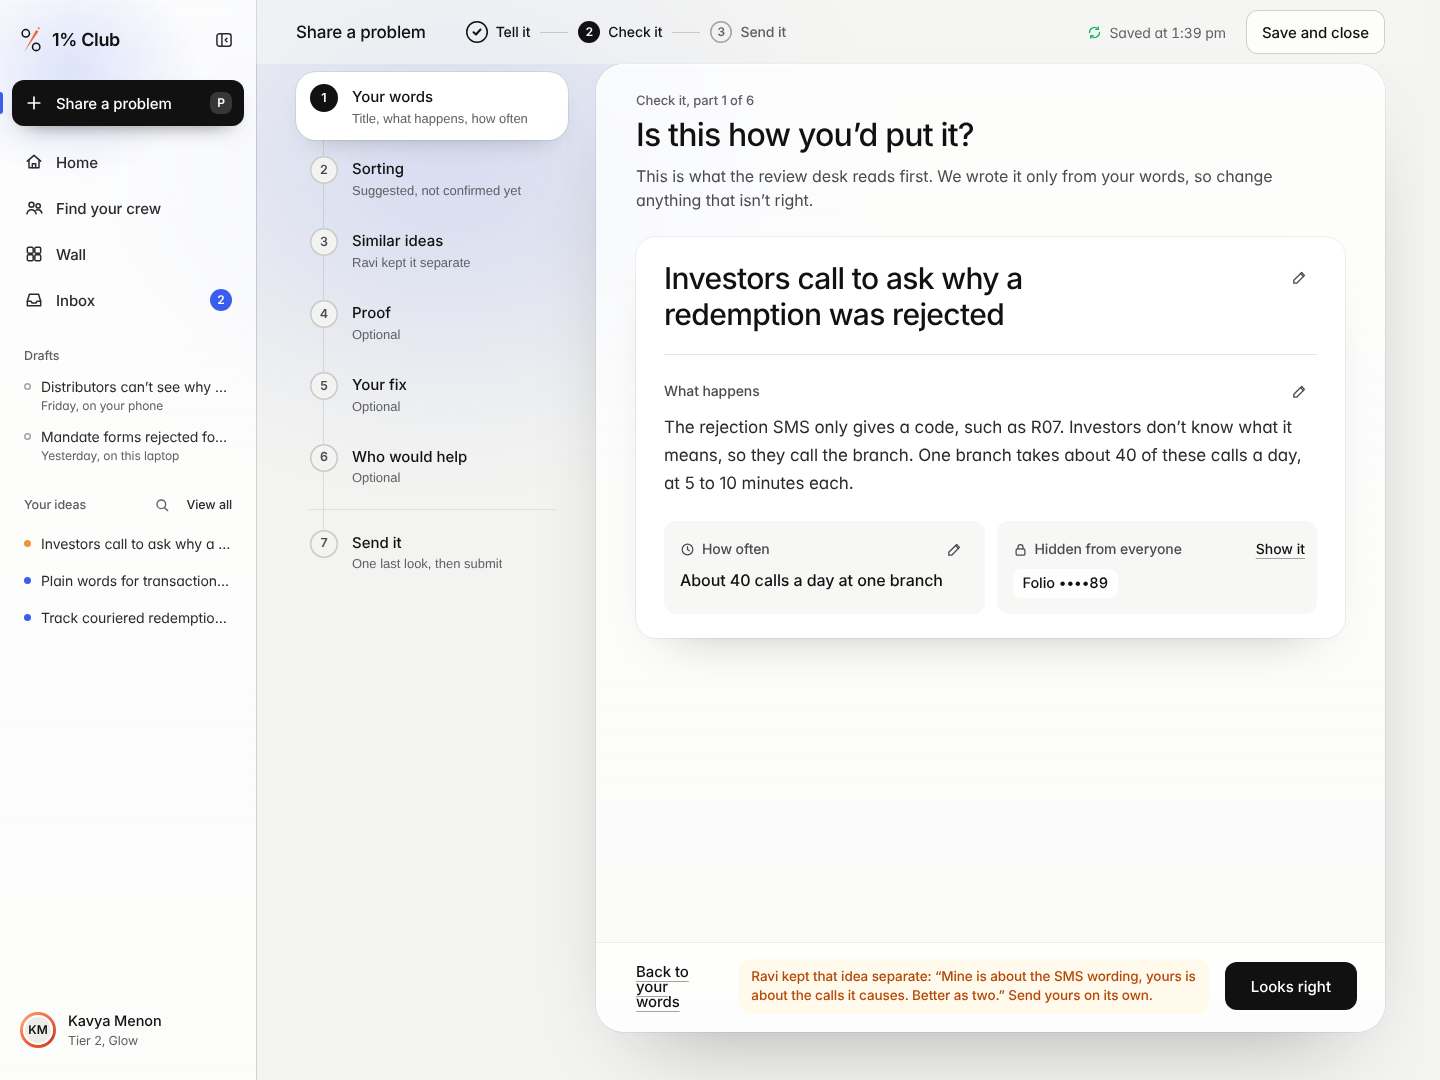 1% Club
Share a problem P
Home
Find your crew
Wall
Inbox 2
Drafts
Distributors can’t see why ...
Friday, on your phone
Mandate forms rejected fo...
Yesterday, on this laptop
Your ideas View all
Investors call to ask why a ...
Plain words for transaction...
Track couriered redemptio...
KM
Kavya Menon
Tier 2, Glow
Share a problem
Tell it
2 Check it
3 Send it
Saved at 1:39 pm
Save and close
1 Your words
Title, what happens, how often
2 Sorting
Suggested, not confirmed yet
3 Similar ideas
Ravi kept it separate
4 Proof
Optional
5 Your fix
Optional
6 Who would help
Optional
7 Send it
One last look, then submit
Check it, part 1 of 6
Is this how you’d put it?
This is what the review desk reads first. We wrote it only from your words, so change
anything that isn’t right.
Investors call to ask why a
redemption was rejected
What happens
The rejection SMS only gives a code, such as R07. Investors don’t know what it
means, so they call the branch. One branch takes about 40 of these calls a day,
at 5 to 10 minutes each.
How often
About 40 calls a day at one branch
Hidden from everyone Show it
Folio ••••89
Back to
your
words
Ravi kept that idea separate: “Mine is about the SMS wording, yours is
about the calls it causes. Better as two.” Send yours on its own.
Looks right